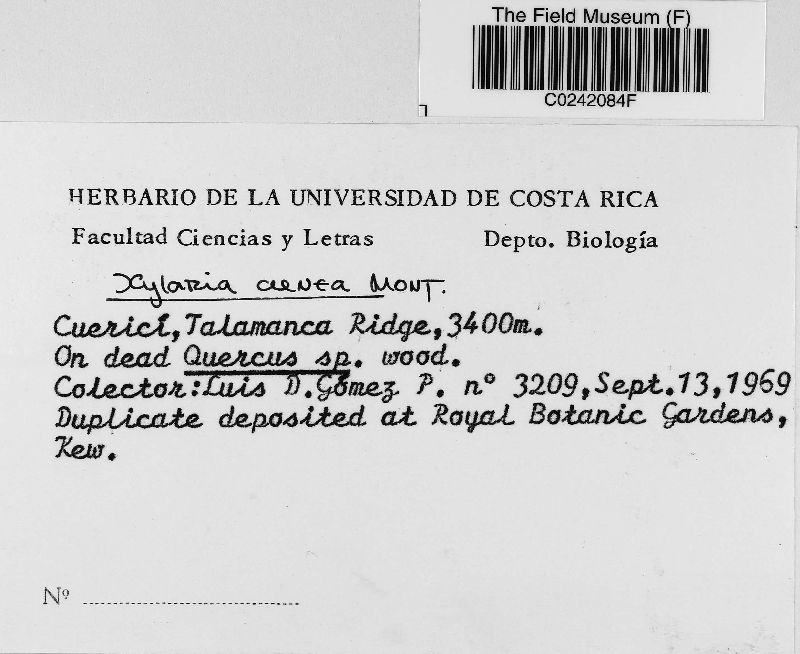 The Field Museum (F)
C0242084F
HERBARIO DE LA UNIVERSIDAD DE COSTA RICA
Facultad Ciencias y Letras Depto. Biología
Xylaria aenea MONT.
Cuericí, Talamanca Ridge, 3400m.
On dead Quercus sp. wood.
Colector: Luis D. Gómez P. n° 3209, Sept. 13, 1969
Duplicate deposited at Royal Botanic Gardens,
Kew.
Nº